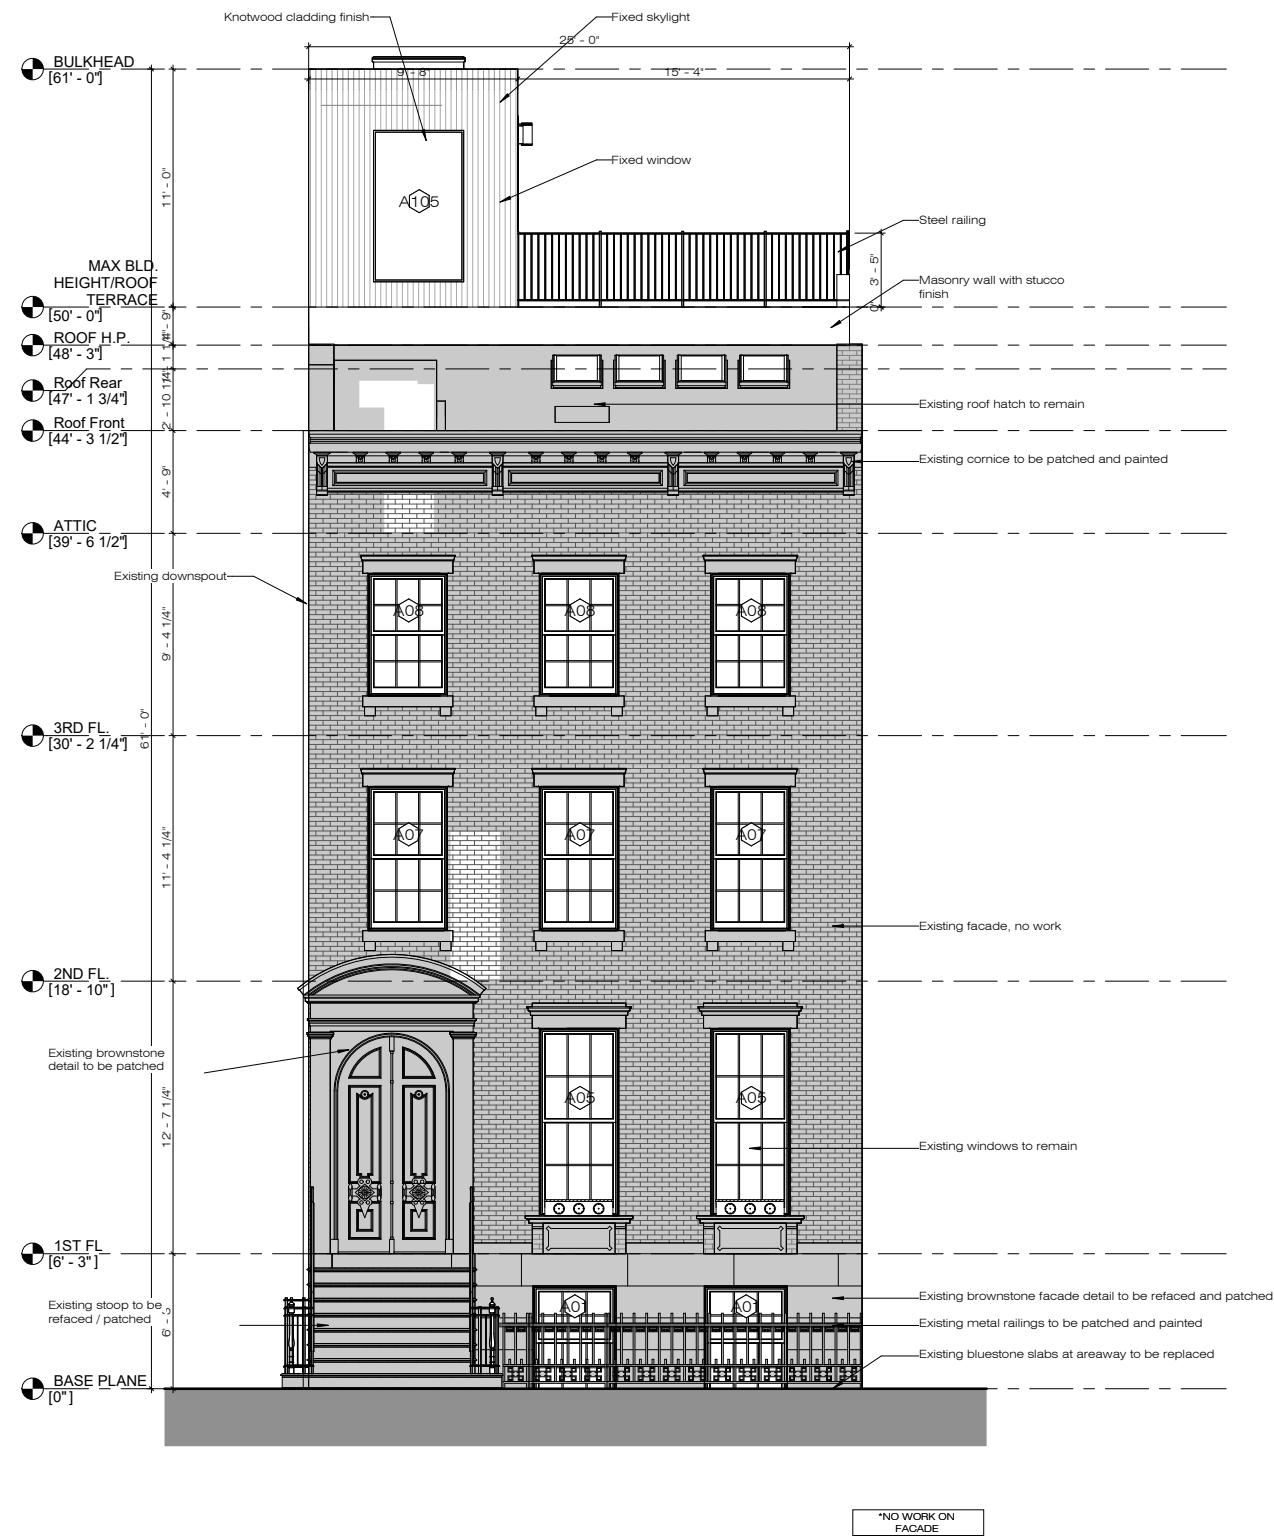 Knotwood cladding finish
Fixed skylight
25' - 0"
BULKHEAD
[61' - 0"]
9' - 8"
15' - 4"
Fixed window
11' - 0"
A105
Steel railing
3' - 5"
MAX BLD.
HEIGHT/ROOF
TERRACE
[50' - 0"]
Masonry wall with stucco
finish
ROOF H.P.
[48' - 3"]
Roof Rear
[47' - 1 3/4"]
Existing roof hatch to remain
Roof Front
[44' - 3 1/2"]
Existing cornice to be patched and painted
4' - 9"
ATTIC
[39' - 6 1/2"]
Existing downspout
A08
A08
A08
9' - 4 1/4"
3RD FL.
[30' - 2 1/4"]
61' - 0"
A07
A07
A07
11' - 4 1/4"
Existing facade, no work
2ND FL.
[18' - 10"]
Existing brownstone
detail to be patched
A05
A05
12' - 7 1/4"
Existing windows to remain
1ST FL
[6' - 3"]
Existing stoop to be
refaced / patched
6' - 3"
A01
A01
Existing brownstone facade detail to be refaced and patched
Existing metal railings to be patched and painted
Existing bluestone slabs at areaway to be replaced
BASE PLANE
[0"]
*NO WORK ON
FACADE